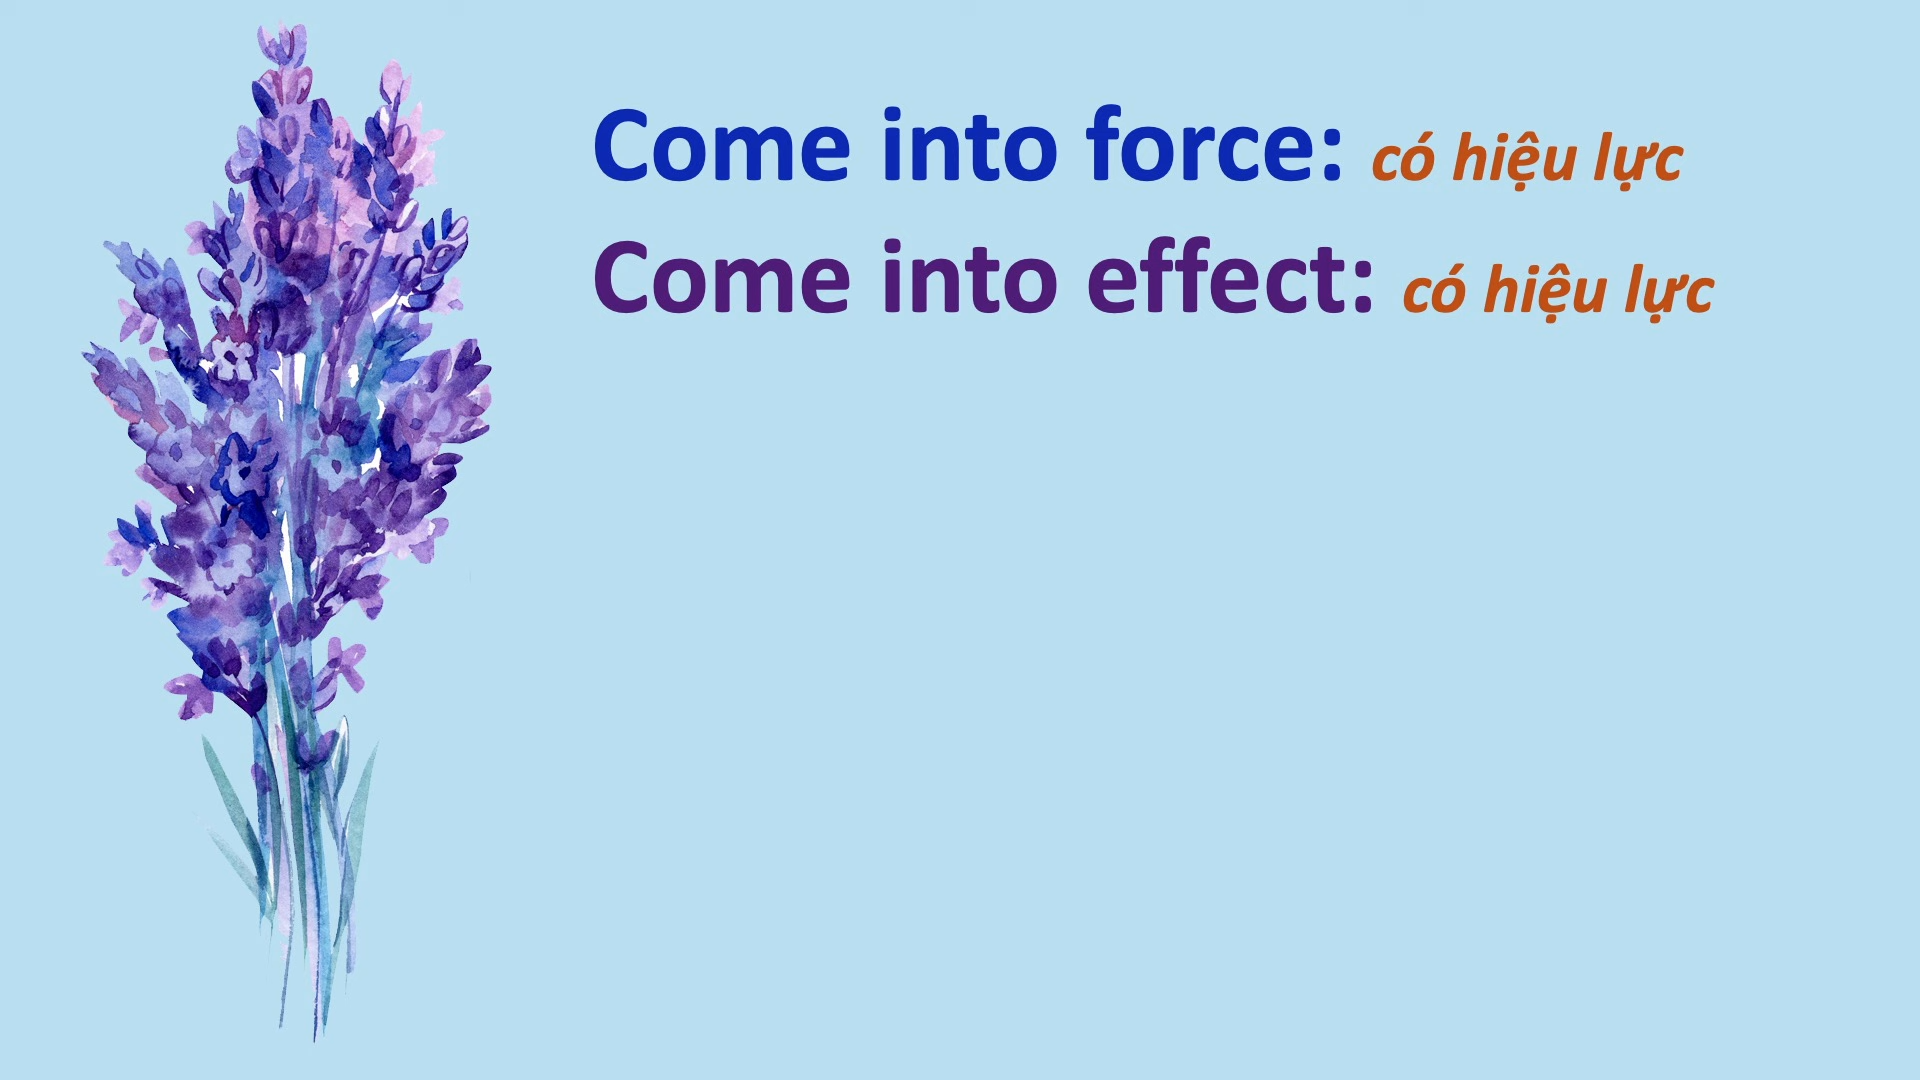 Come into force: có hiệu lực
Come into effect: có hiệu lực